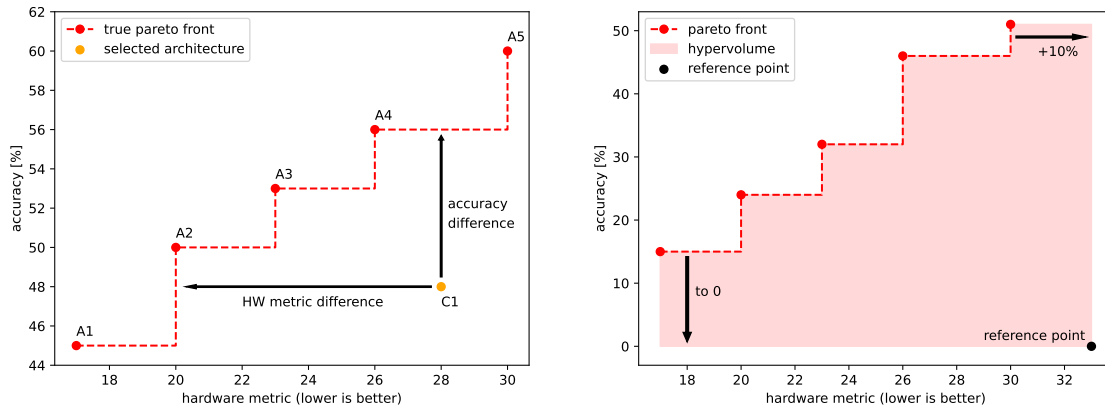 true pareto front
selected architecture
A5
A4
A3
A2
A1
accuracy
difference
HW metric difference
C1
accuracy [%]
62
60
58
56
54
52
50
48
46
44
18 20 22 24 26 28 30
hardware metric (lower is better)
pareto front
hypervolume
reference point
+10%
to 0
reference point
accuracy [%]
50
40
30
20
10
0
18 20 22 24 26 28 30 32
hardware metric (lower is better)